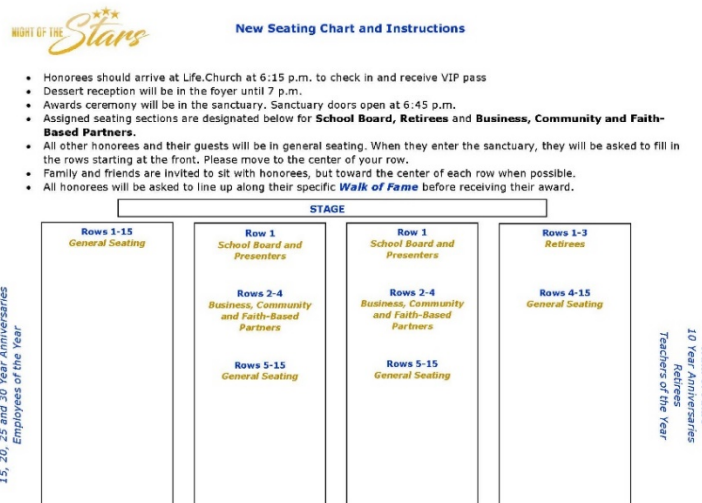 NIGHT OF THE Stars
New Seating Chart and Instructions
• Honorees should arrive at Life.Church at 6:15 p.m. to check in and receive VIP pass
• Dessert reception will be in the foyer until 7 p.m.
• Awards ceremony will be in the sanctuary. Sanctuary doors open at 6:45 p.m.
• Assigned seating sections are designated below for School Board, Retirees and Business, Community and Faith-
Based Partners.
• All other honorees and their guests will be in general seating. When they enter the sanctuary, they will be asked to fill in
the rows starting at the front. Please move to the center of your row.
• Family and friends are invited to sit with honorees, but toward the center of each row when possible.
• All honorees will be asked to line up along their specific Walk of Fame before receiving their award.
STAGE
Rows 1-15
General Seating
Row 1
School Board and
Presenters
Rows 2-4
Business, Community
and Faith-Based
Partners
Rows 5-15
General Seating
Row 1
School Board and
Presenters
Rows 2-4
Business, Community
and Faith-Based
Partners
Rows 5-15
General Seating
Rows 1-3
Retirees
Rows 4-15
General Seating
15, 20, 25 and 30 Year Anniversaries
Employees of the Year
10 Year Anniversaries
Retirees
Teachers of the Year